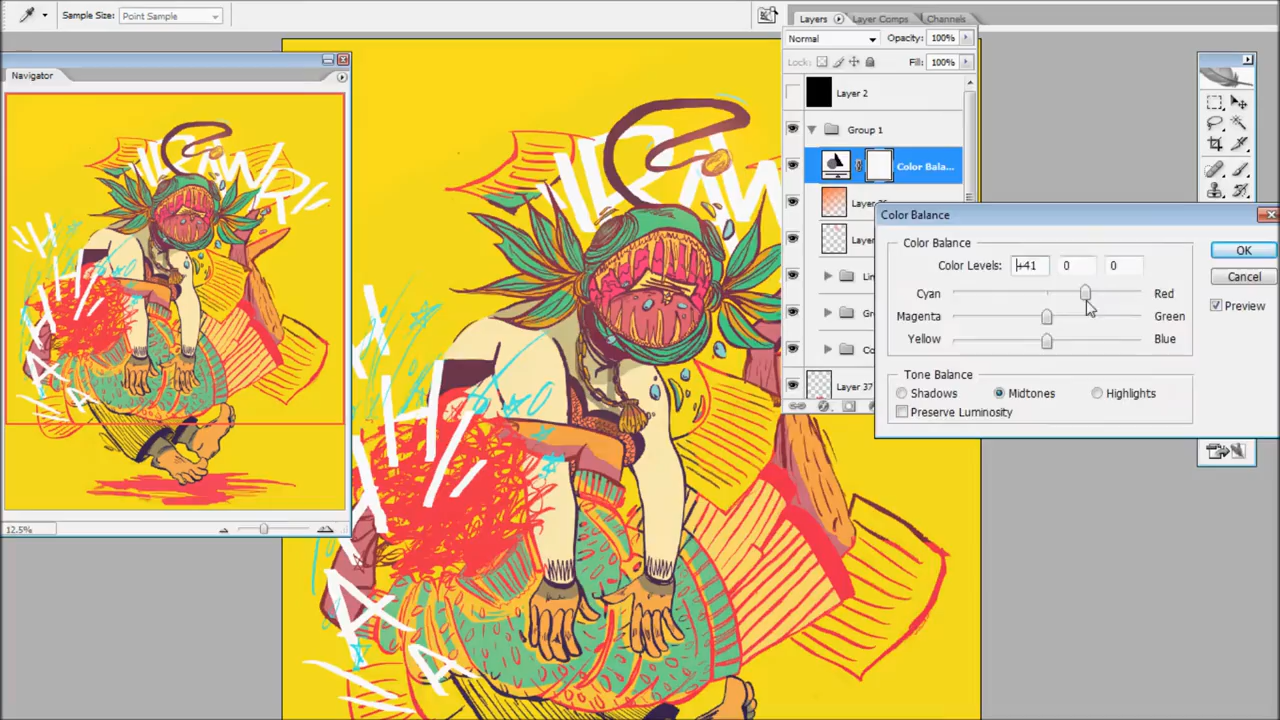 Sample Size: Point Sample
Layers Layer Comps Channels
Normal Opacity: 100%
Lock: Fill: 100%
Navigator
Layer 2
Group 1
Color Bala...
Color Balance
Color Balance
Color Levels: +41 0 0
OK
Cyan Red
Cancel
Preview
Magenta Green
Yellow Blue
Tone Balance
Shadows Midtones Highlights
Preserve Luminosity
Layer 37
12.5%